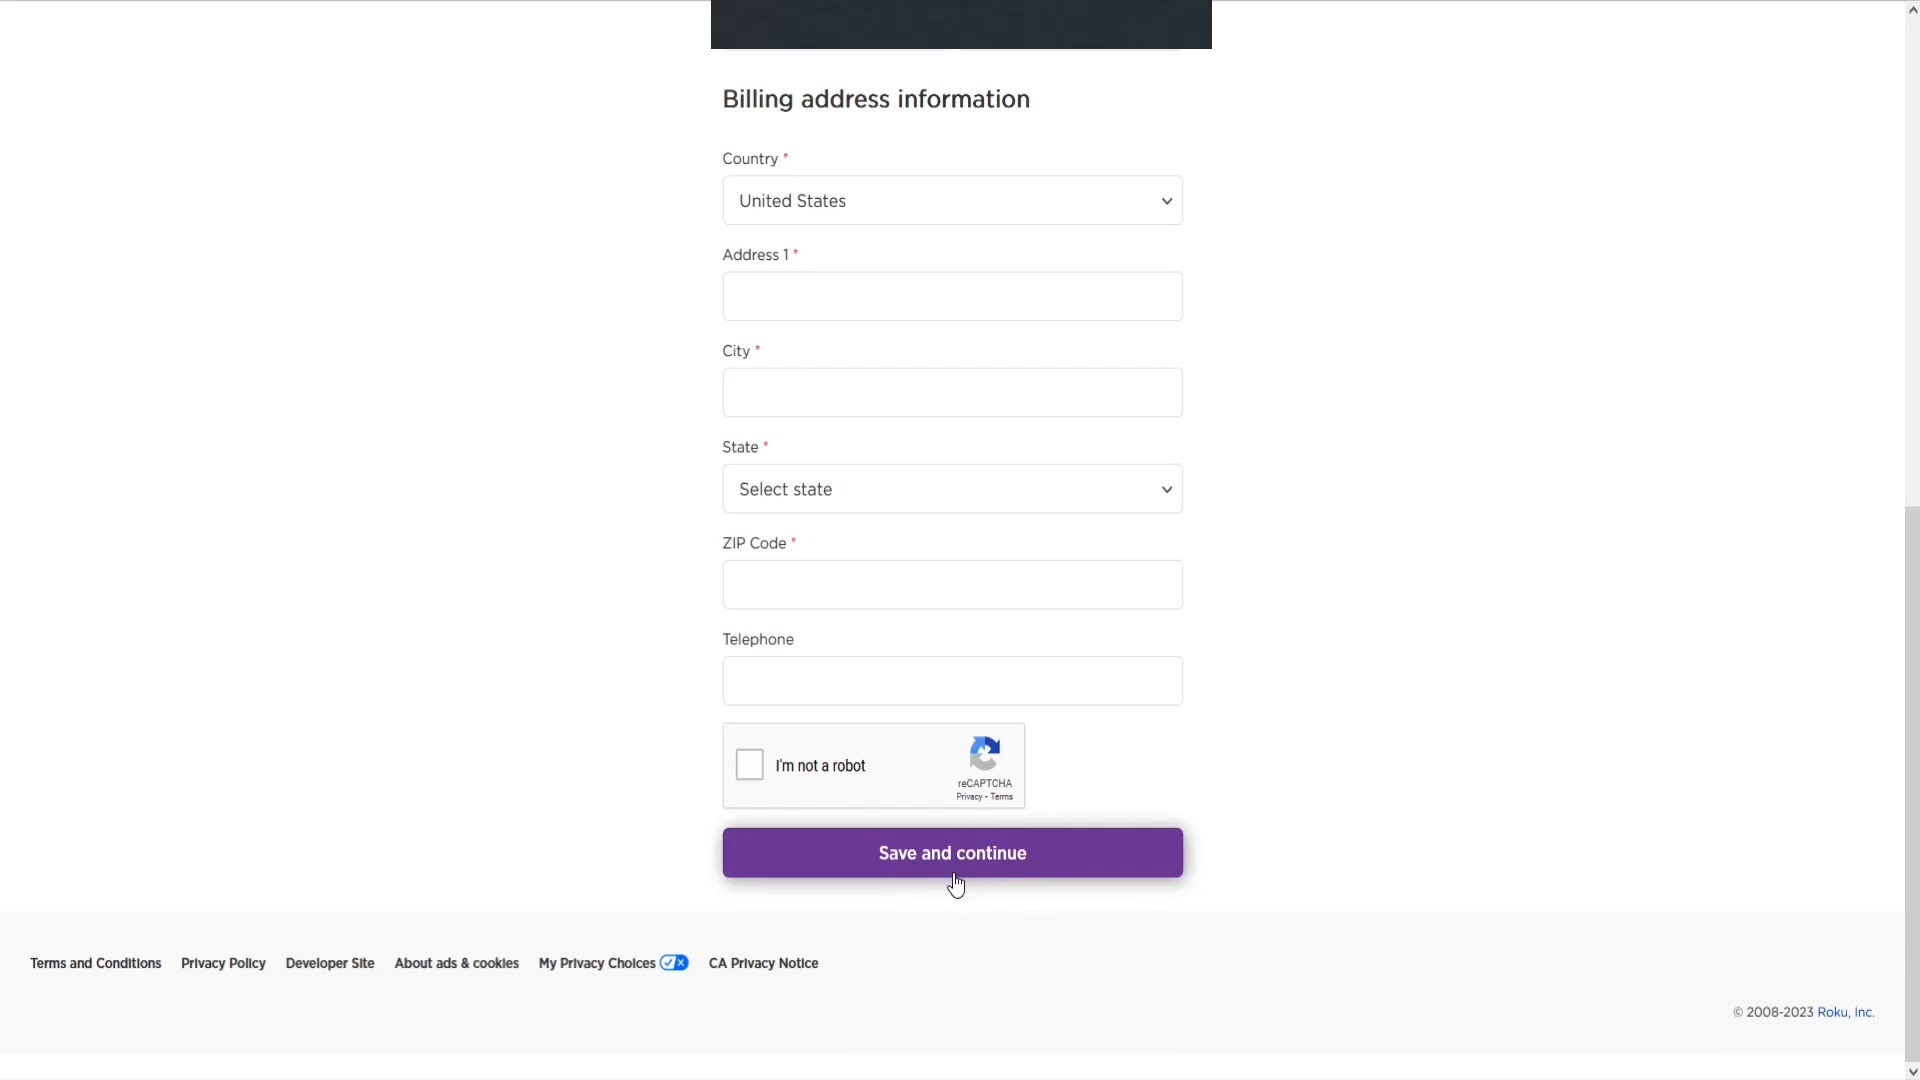 Billing address information
Country *
United States
Address 1 *
City *
State *
Select state
ZIP Code *
Telephone
I'm not a robot
reCAPTCHA
Privacy - Terms
Save and continue
Terms and Conditions Privacy Policy Developer Site About ads & cookies My Privacy Choices CA Privacy Notice
© 2008-2023 Roku, Inc.